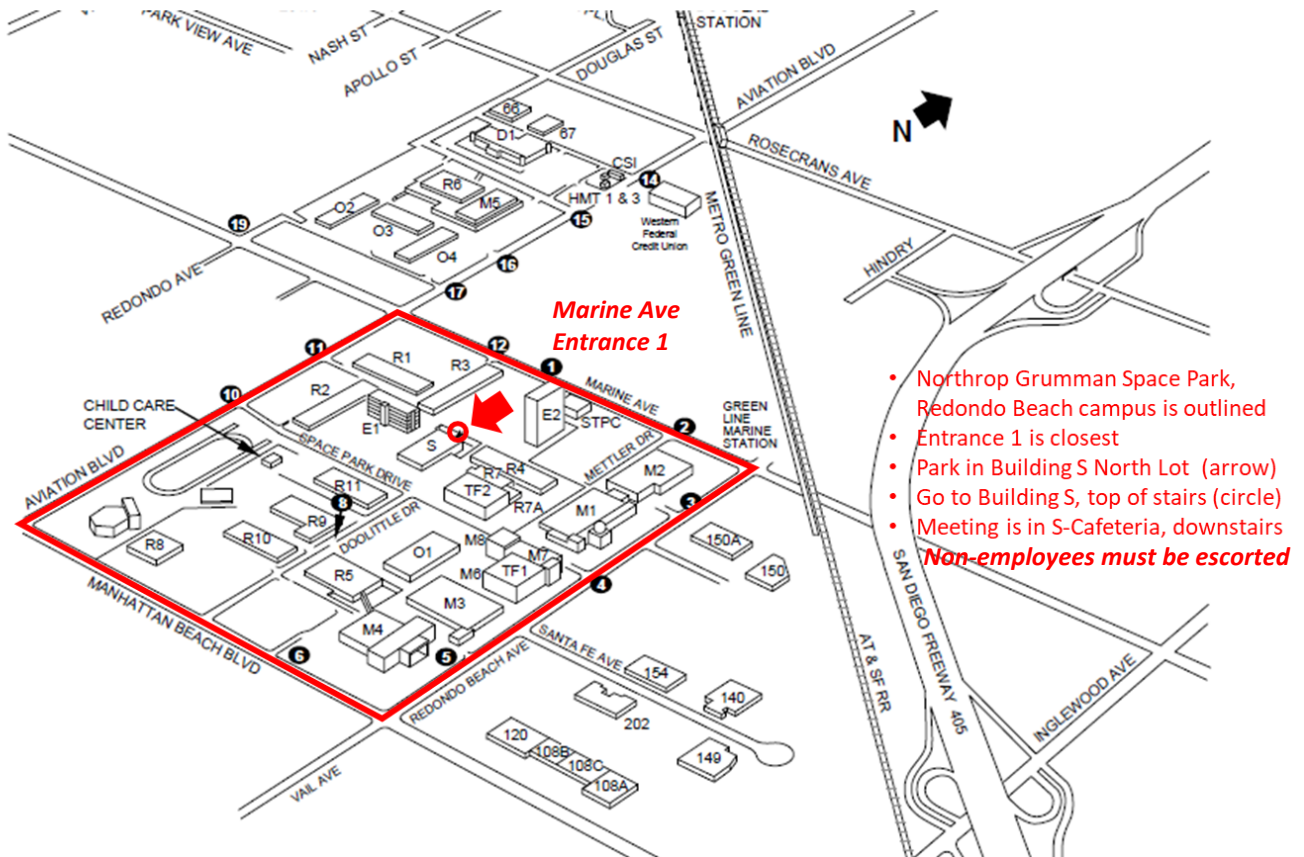 PARK VIEW AVE
NASH ST
APOLLO ST
DOUGLAS ST
STATION
AVIATION BLVD
N
ROSECRANS AVE
66
D1
67
CSI
14
HMT 1 & 3
R6
M5
15
Western
Federal
Credit Union
METRO GREEN LINE
HINDRY
O2
O3
O4
19
16
17
REDONDO AVE
Marine Ave
Entrance 1
11
R1
12
R3
1
MARINE AVE
10
R2
E1
E2
STPC
2
GREEN
LINE
MARINE
STATION
CHILD CARE
CENTER
S
SPACE PARK DRIVE
METTLER DR
R4
R7
M2
AVIATION BLVD
R11
8
TF2
R7A
M1
3
R9
DOOLITTLE DR
R8
R10
O1
M8
M7
150A
150
R5
M6
TF1
4
M3
M4
MANHATTAN BEACH BLVD
6
5
REDONDO BEACH AVE
SANTA FE AVE
154
140
202
120
108B
108C
108A
149
VAIL AVE
AT & SF RR
SAN DIEGO FREEWAY 405
INGLEWOOD AVE
• Northrop Grumman Space Park,
Redondo Beach campus is outlined
• Entrance 1 is closest
• Park in Building S North Lot (arrow)
• Go to Building S, top of stairs (circle)
• Meeting is in S-Cafeteria, downstairs
Non-employees must be escorted